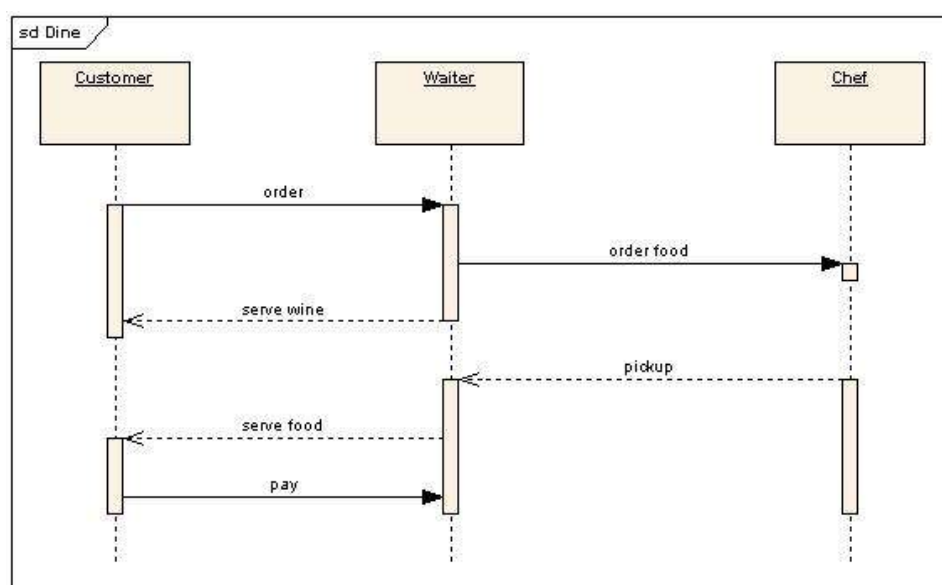 sd Dine
Customer
Waiter
Chef
order
order food
serve wine
pickup
serve food
pay